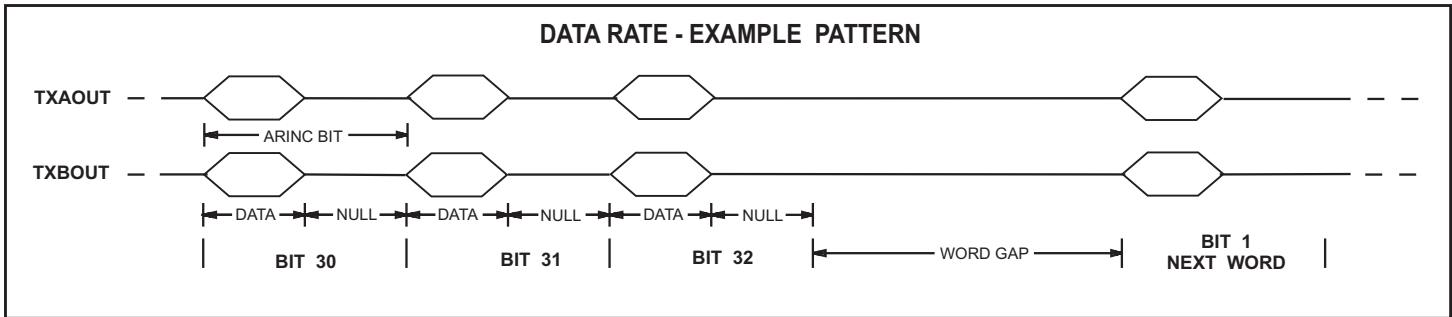 DATA RATE - EXAMPLE PATTERN
TXAOUT
ARINC BIT
TXBOUT
DATA NULL DATA NULL DATA NULL
BIT 30 BIT 31 BIT 32 WORD GAP BIT 1
NEXT WORD